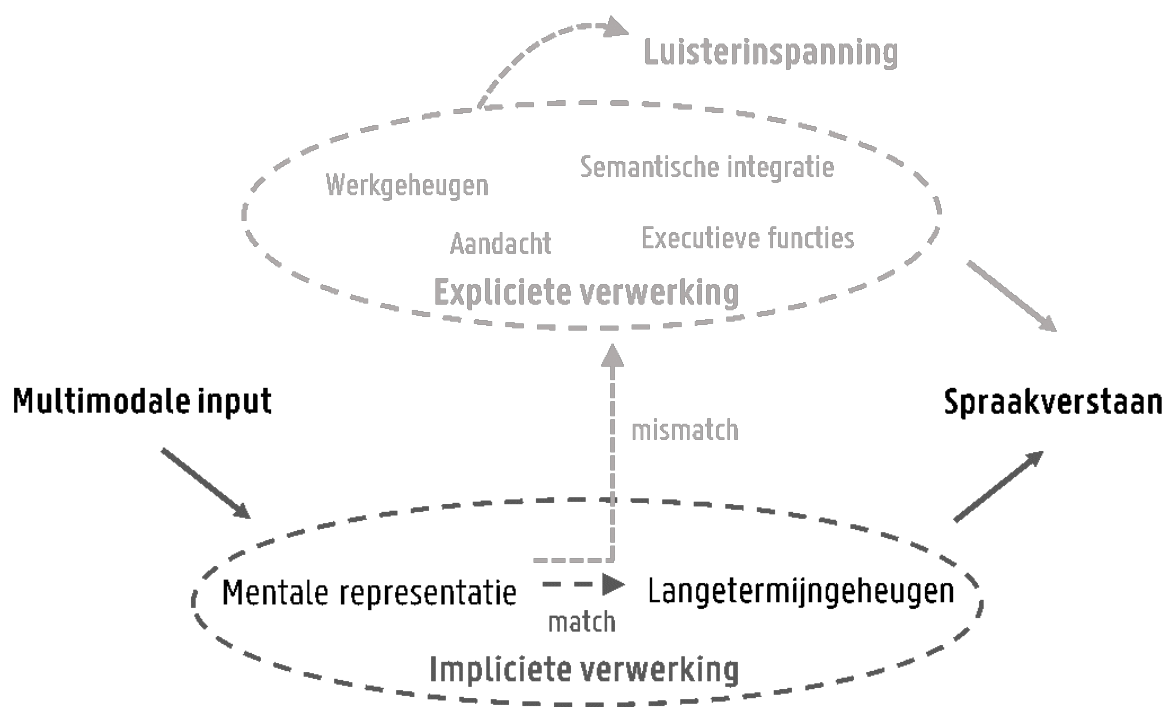 Luisterinspanning
Semantische integratie
Werkgeheugen
Aandacht
Executieve functies
Expliciete verwerking
Multimodale input
Spraakverstaan
mismatch
Mentale representatie
Langetermijngeheugen
match
Impliciete verwerking